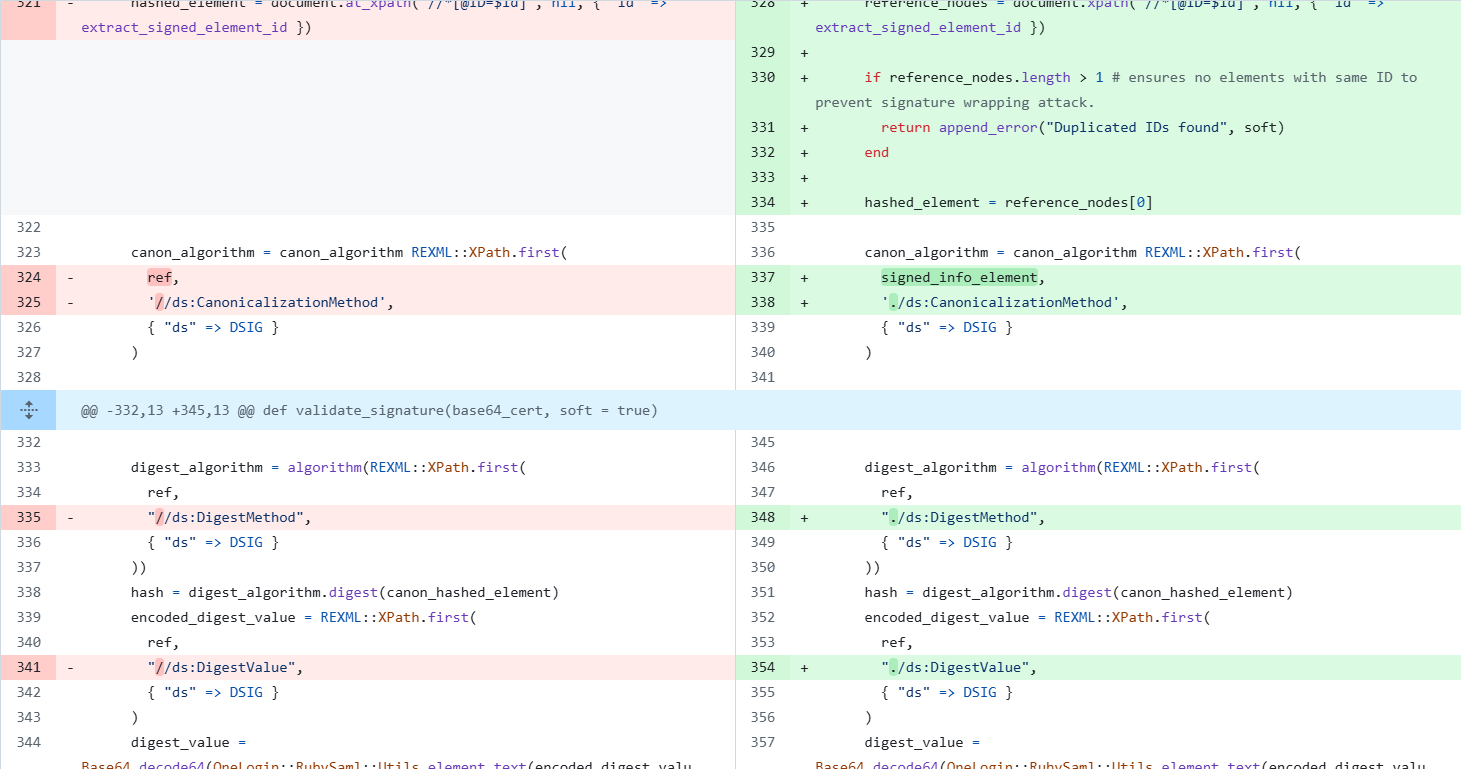 321 - hashed_element = document.at_xpath("//*[@ID=$id]", nil, { 'id' => 328 + reference_nodes = document.xpath("//*[@ID=$id]", nil, { 'id' =>
extract_signed_element_id }) extract_signed_element_id })
329 +
330 + if reference_nodes.length > 1 # ensures no elements with same ID to
prevent signature wrapping attack.
331 + return append_error("Duplicated IDs found", soft)
332 + end
333 +
334 + hashed_element = reference_nodes[0]
322 335
323 canon_algorithm = canon_algorithm REXML::XPath.first( 336 canon_algorithm = canon_algorithm REXML::XPath.first(
324 - ref, 337 + signed_info_element,
325 - '//ds:CanonicalizationMethod', 338 + './ds:CanonicalizationMethod',
326 { "ds" => DSIG } 339 { "ds" => DSIG }
327 ) 340 )
328 341
@@ -332,13 +345,13 @@ def validate_signature(base64_cert, soft = true)
332 345
333 digest_algorithm = algorithm(REXML::XPath.first( 346 digest_algorithm = algorithm(REXML::XPath.first(
334 ref, 347 ref,
335 - "//ds:DigestMethod", 348 + "./ds:DigestMethod",
336 { "ds" => DSIG } 349 { "ds" => DSIG }
337 )) 350 ))
338 hash = digest_algorithm.digest(canon_hashed_element) 351 hash = digest_algorithm.digest(canon_hashed_element)
339 encoded_digest_value = REXML::XPath.first( 352 encoded_digest_value = REXML::XPath.first(
340 ref, 353 ref,
341 - "//ds:DigestValue", 354 + "./ds:DigestValue",
342 { "ds" => DSIG } 355 { "ds" => DSIG }
343 ) 356 )
344 digest_value = 357 digest_value =
Base64.decode64(OneLogin::RubySaml::Utils.element_text(encoded_digest_valu Base64.decode64(OneLogin::RubySaml::Utils.element_text(encoded_digest_valu